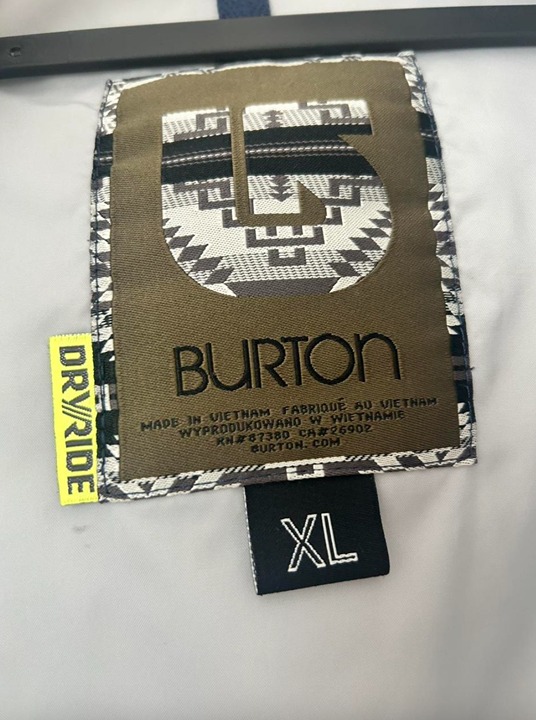 BURTON
MADE IN VIETNAM FABRIQUÉ AU VIETNAM
WYPRODUKOWANO W WIETNAMIE
RN#87380 CA#26902
BURTON.COM
DRY//RIDE
XL